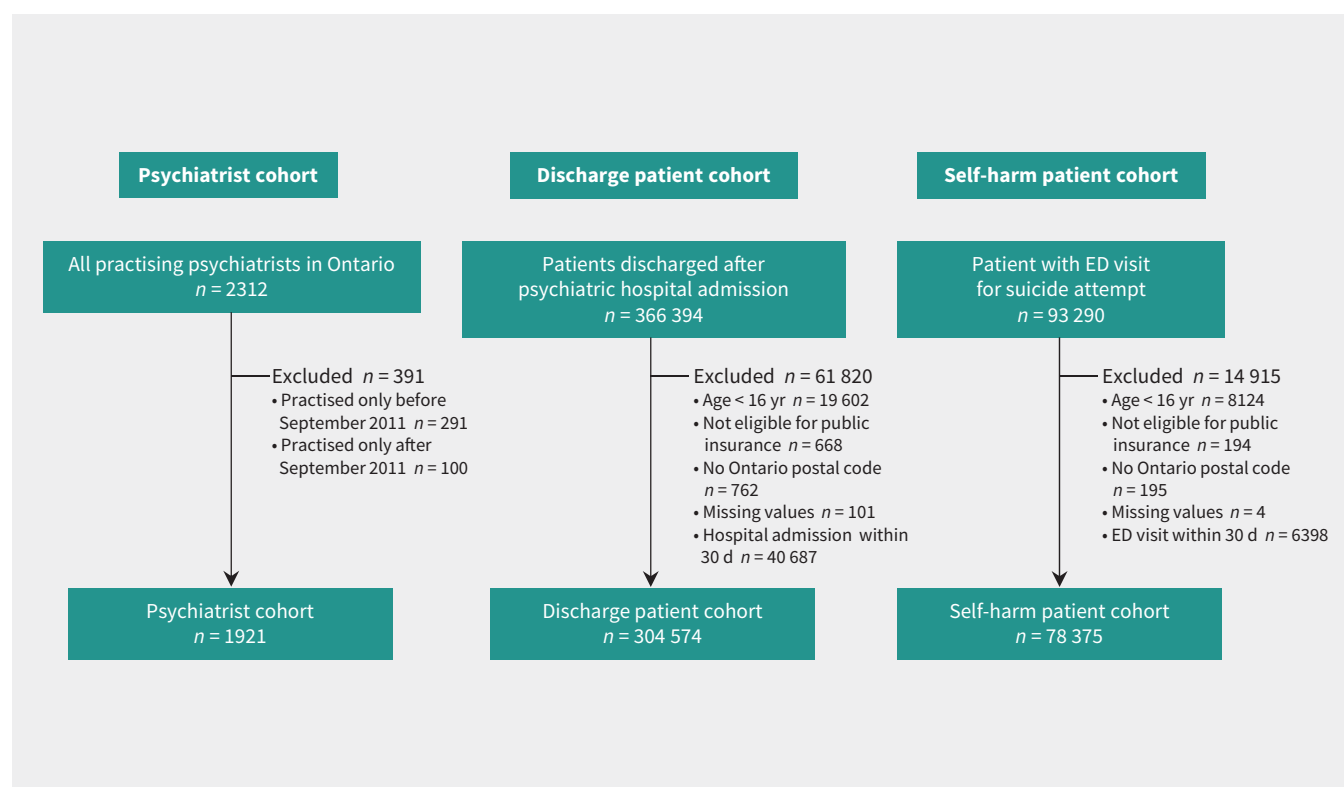 Psychiatrist cohort
All practising psychiatrists in Ontario
n = 2312
Excluded n = 391
• Practised only before
September 2011 n = 291
• Practised only after
September 2011 n = 100
Psychiatrist cohort
n = 1921
Discharge patient cohort
Patients discharged after
psychiatric hospital admission
n = 366 394
Excluded n = 61 820
• Age < 16 yr n = 19 602
• Not eligible for public
insurance n = 668
• No Ontario postal code
n = 762
• Missing values n = 101
• Hospital admission within
30 d n = 40 687
Discharge patient cohort
n = 304 574
Self-harm patient cohort
Patient with ED visit
for suicide attempt
n = 93 290
Excluded n = 14 915
• Age < 16 yr n = 8124
• Not eligible for public
insurance n = 194
• No Ontario postal code
n = 195
• Missing values n = 4
• ED visit within 30 d n = 6398
Self-harm patient cohort
n = 78 375